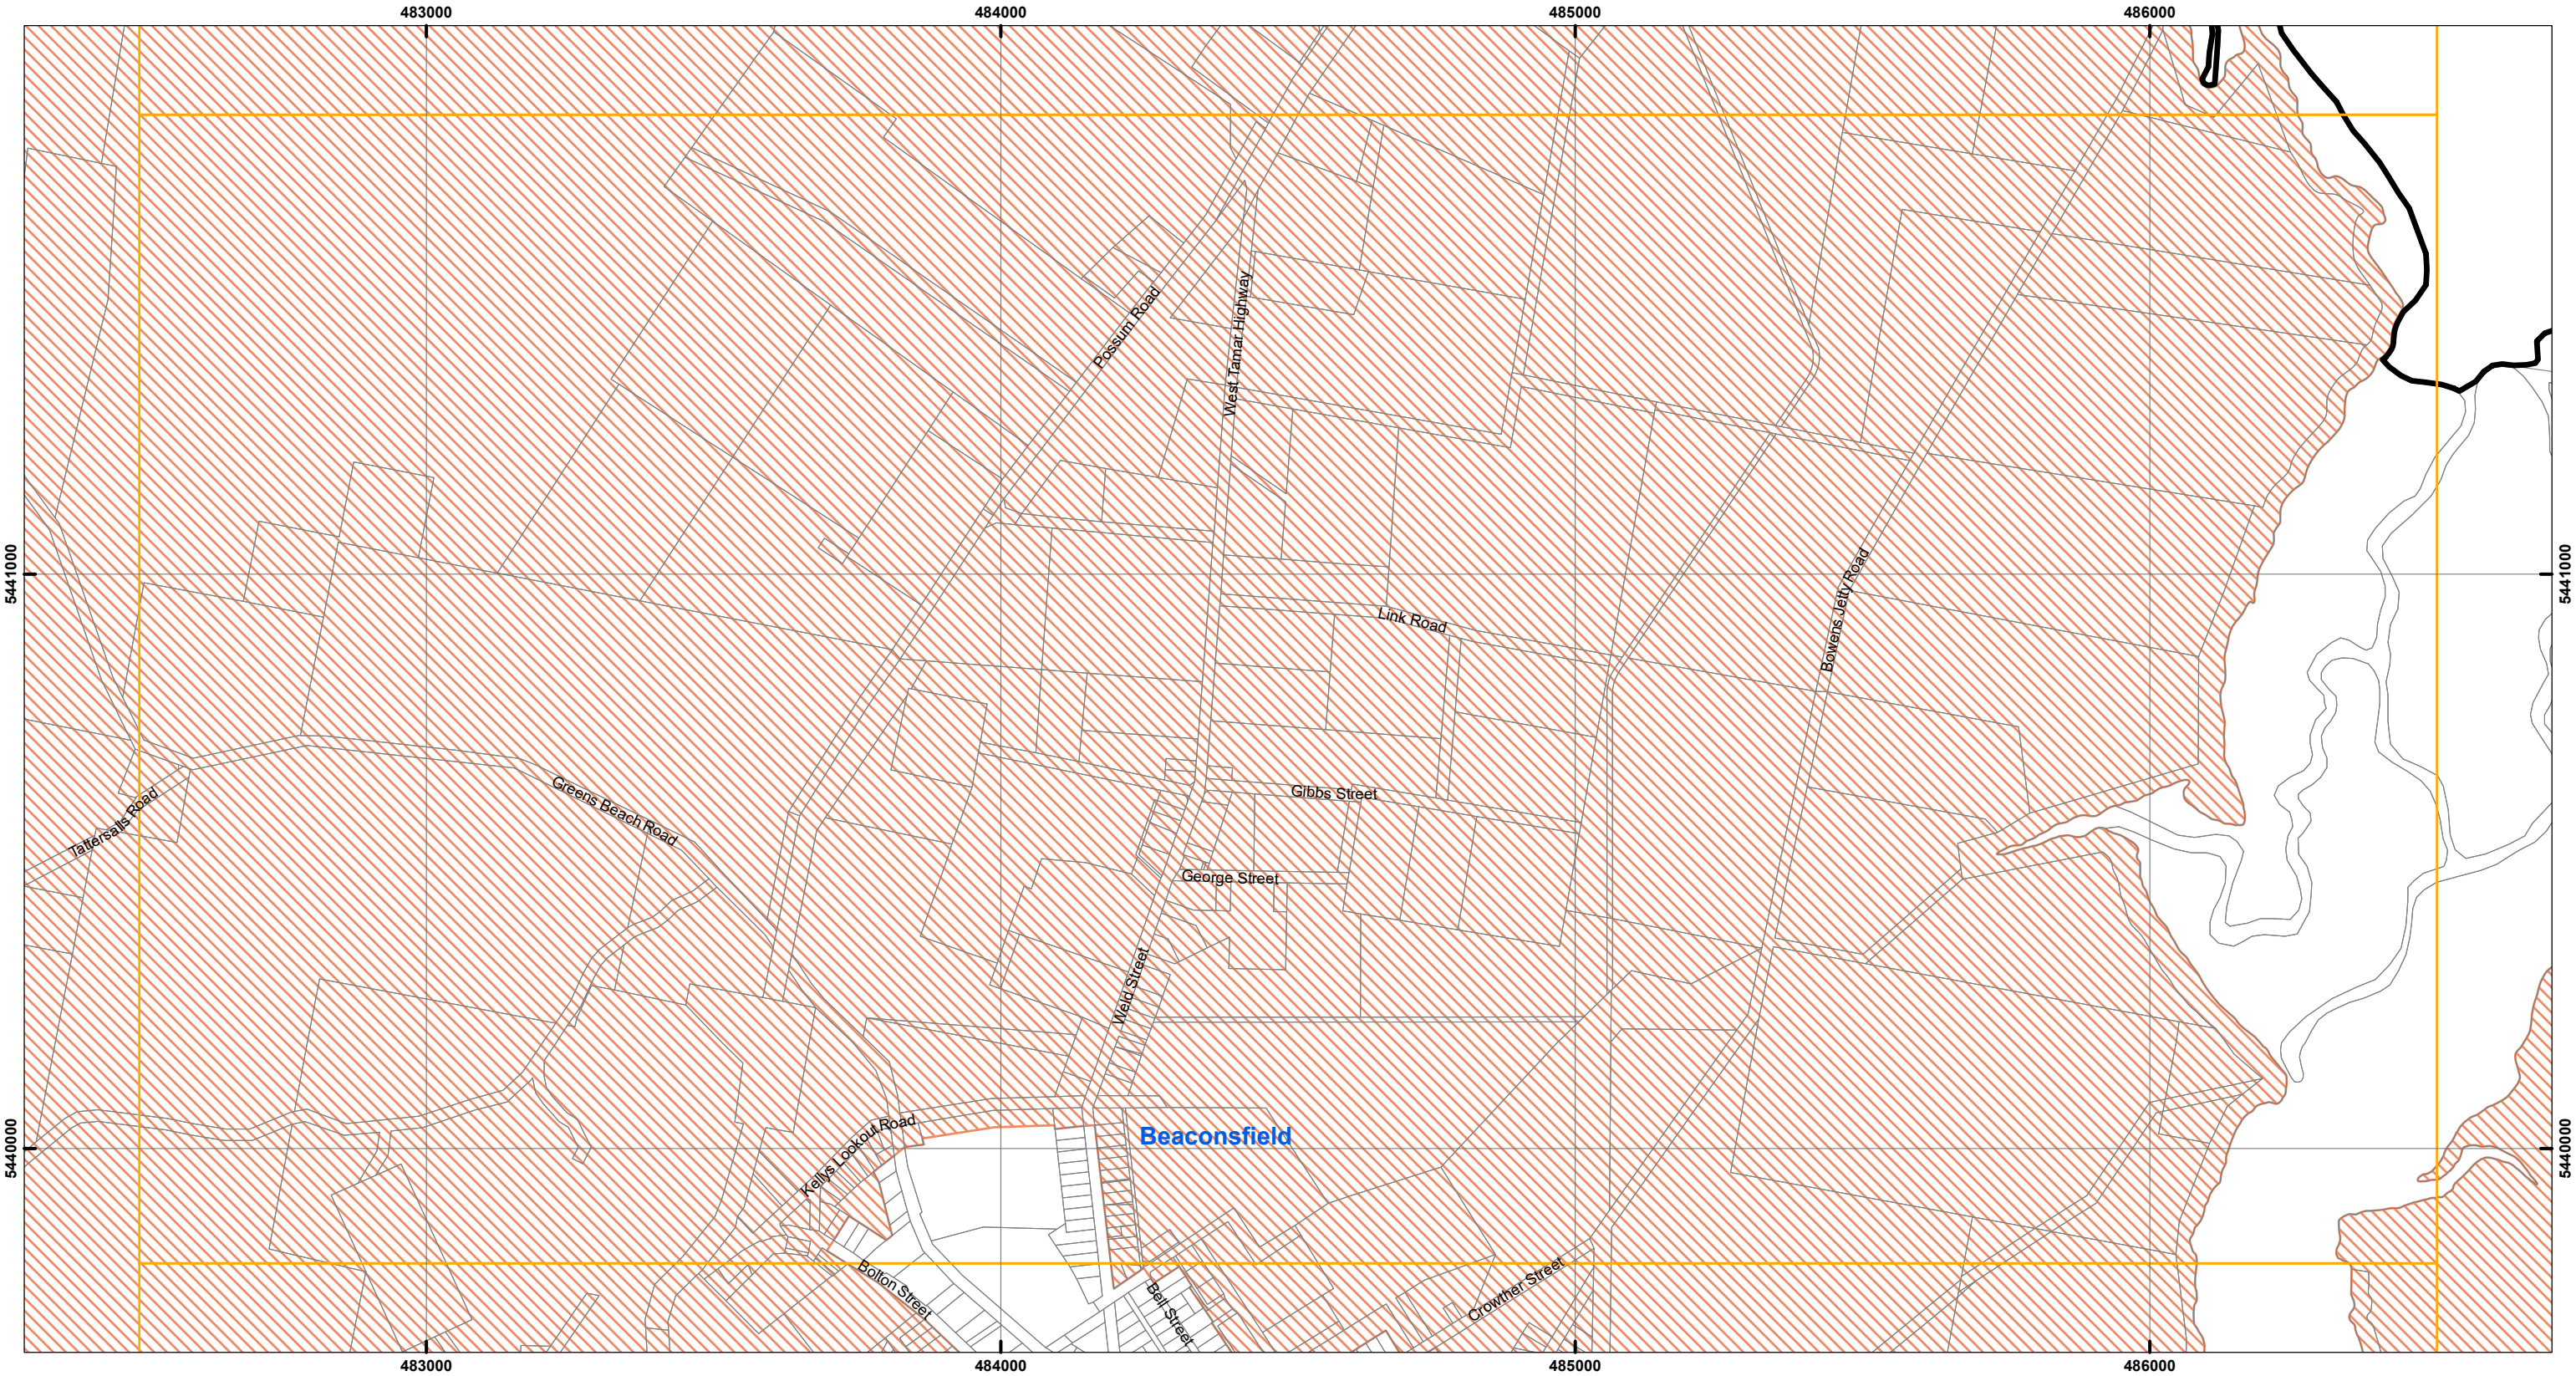 483000
484000
485000
486000
Possum Road
West Tamar Highway
5441000
5441000
Bowens Jetty Road
Link Road
Greens Beach Road
Tattersalls Road
Gibbs Street
George Street
Weld Street
Kellys Lookout Road
Beaconsfield
5440000
5440000
Bolton Street
Bell Street
Crowther Street
483000
484000
485000
486000